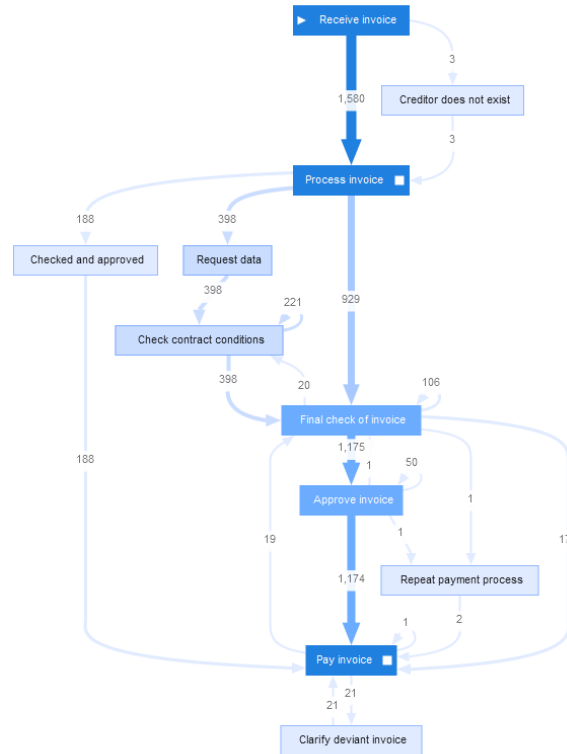 Receive invoice
3
1,580
Creditor does not exist
3
Process invoice
188
398
Checked and approved
Request data
398
929
221
Check contract conditions
398
20
106
Final check of invoice
1,175
188
1
50
1
Approve invoice
19
1
17
1,174
Repeat payment process
1
2
Pay invoice
21
21
Clarify deviant invoice